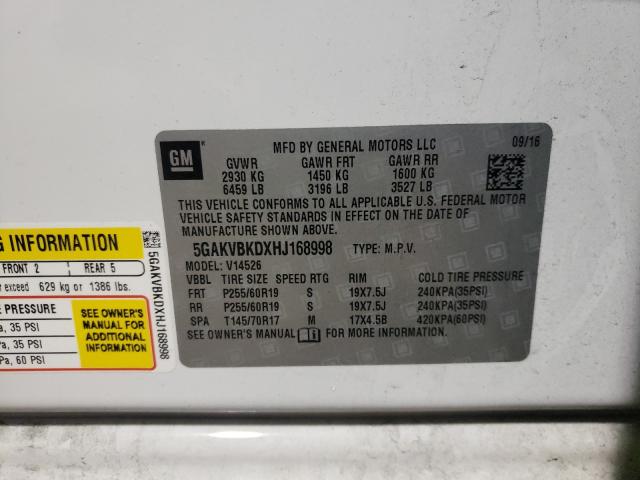 GM
MFD BY GENERAL MOTORS LLC 09/16
GVWR GAWR FRT GAWR RR
2930 KG 1450 KG 1600 KG
6459 LB 3196 LB 3527 LB
THIS VEHICLE CONFORMS TO ALL APPLICABLE U.S. FEDERAL MOTOR
VEHICLE SAFETY STANDARDS IN EFFECT ON THE DATE OF
MANUFACTURE SHOWN ABOVE.
5GAKVBKDXHJ168998 TYPE: M.P.V.
MODEL: V14526
VBBL TIRE SIZE SPEED RTG RIM COLD TIRE PRESSURE
FRT P255/60R19 S 19X7.5J 240KPA(35PSI)
RR P255/60R19 S 19X7.5J 240KPA(35PSI)
SPA T145/70R17 M 17X4.5B 420KPA(60PSI)
SEE OWNER'S MANUAL FOR MORE INFORMATION.
G INFORMATION
FRONT 2 REAR 5
exceed 629 kg or 1386 lbs.
PRESSURE
a, 35 PSI
Pa, 35 PSI
Pa, 60 PSI
SEE OWNER'S
MANUAL FOR
ADDITIONAL
INFORMATION
5GAKVBKDXHJ168998